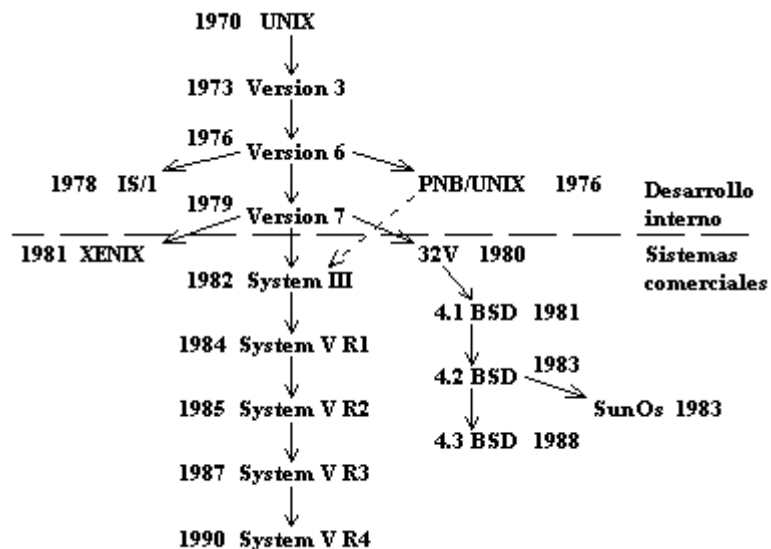 1970 UNIX
1973 Version 3
1976 Version 6
1978 IS/1
PNB/UNIX 1976
Desarrollo interno
1979 Version 7
1981 XENIX
32V 1980
Sistemas comerciales
1982 System III
4.1 BSD 1981
1984 System V R1
4.2 BSD 1983
1985 System V R2
SunOs 1983
4.3 BSD 1988
1987 System V R3
1990 System V R4